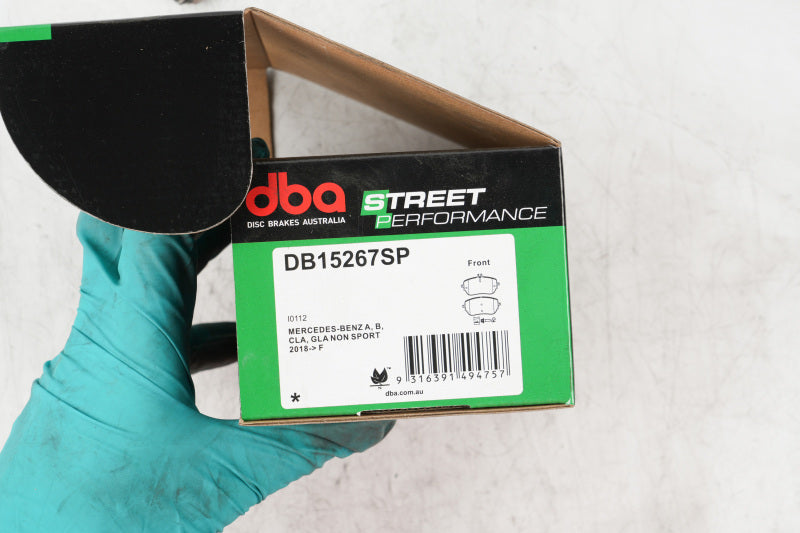 dba
DISC BRAKES AUSTRALIA
STREET
PERFORMANCE
DB15267SP
Front
I0112
MERCEDES-BENZ A, B,
CLA, GLA NON SPORT
2018-> F
N
9 316391 494757
*
dba.com.au